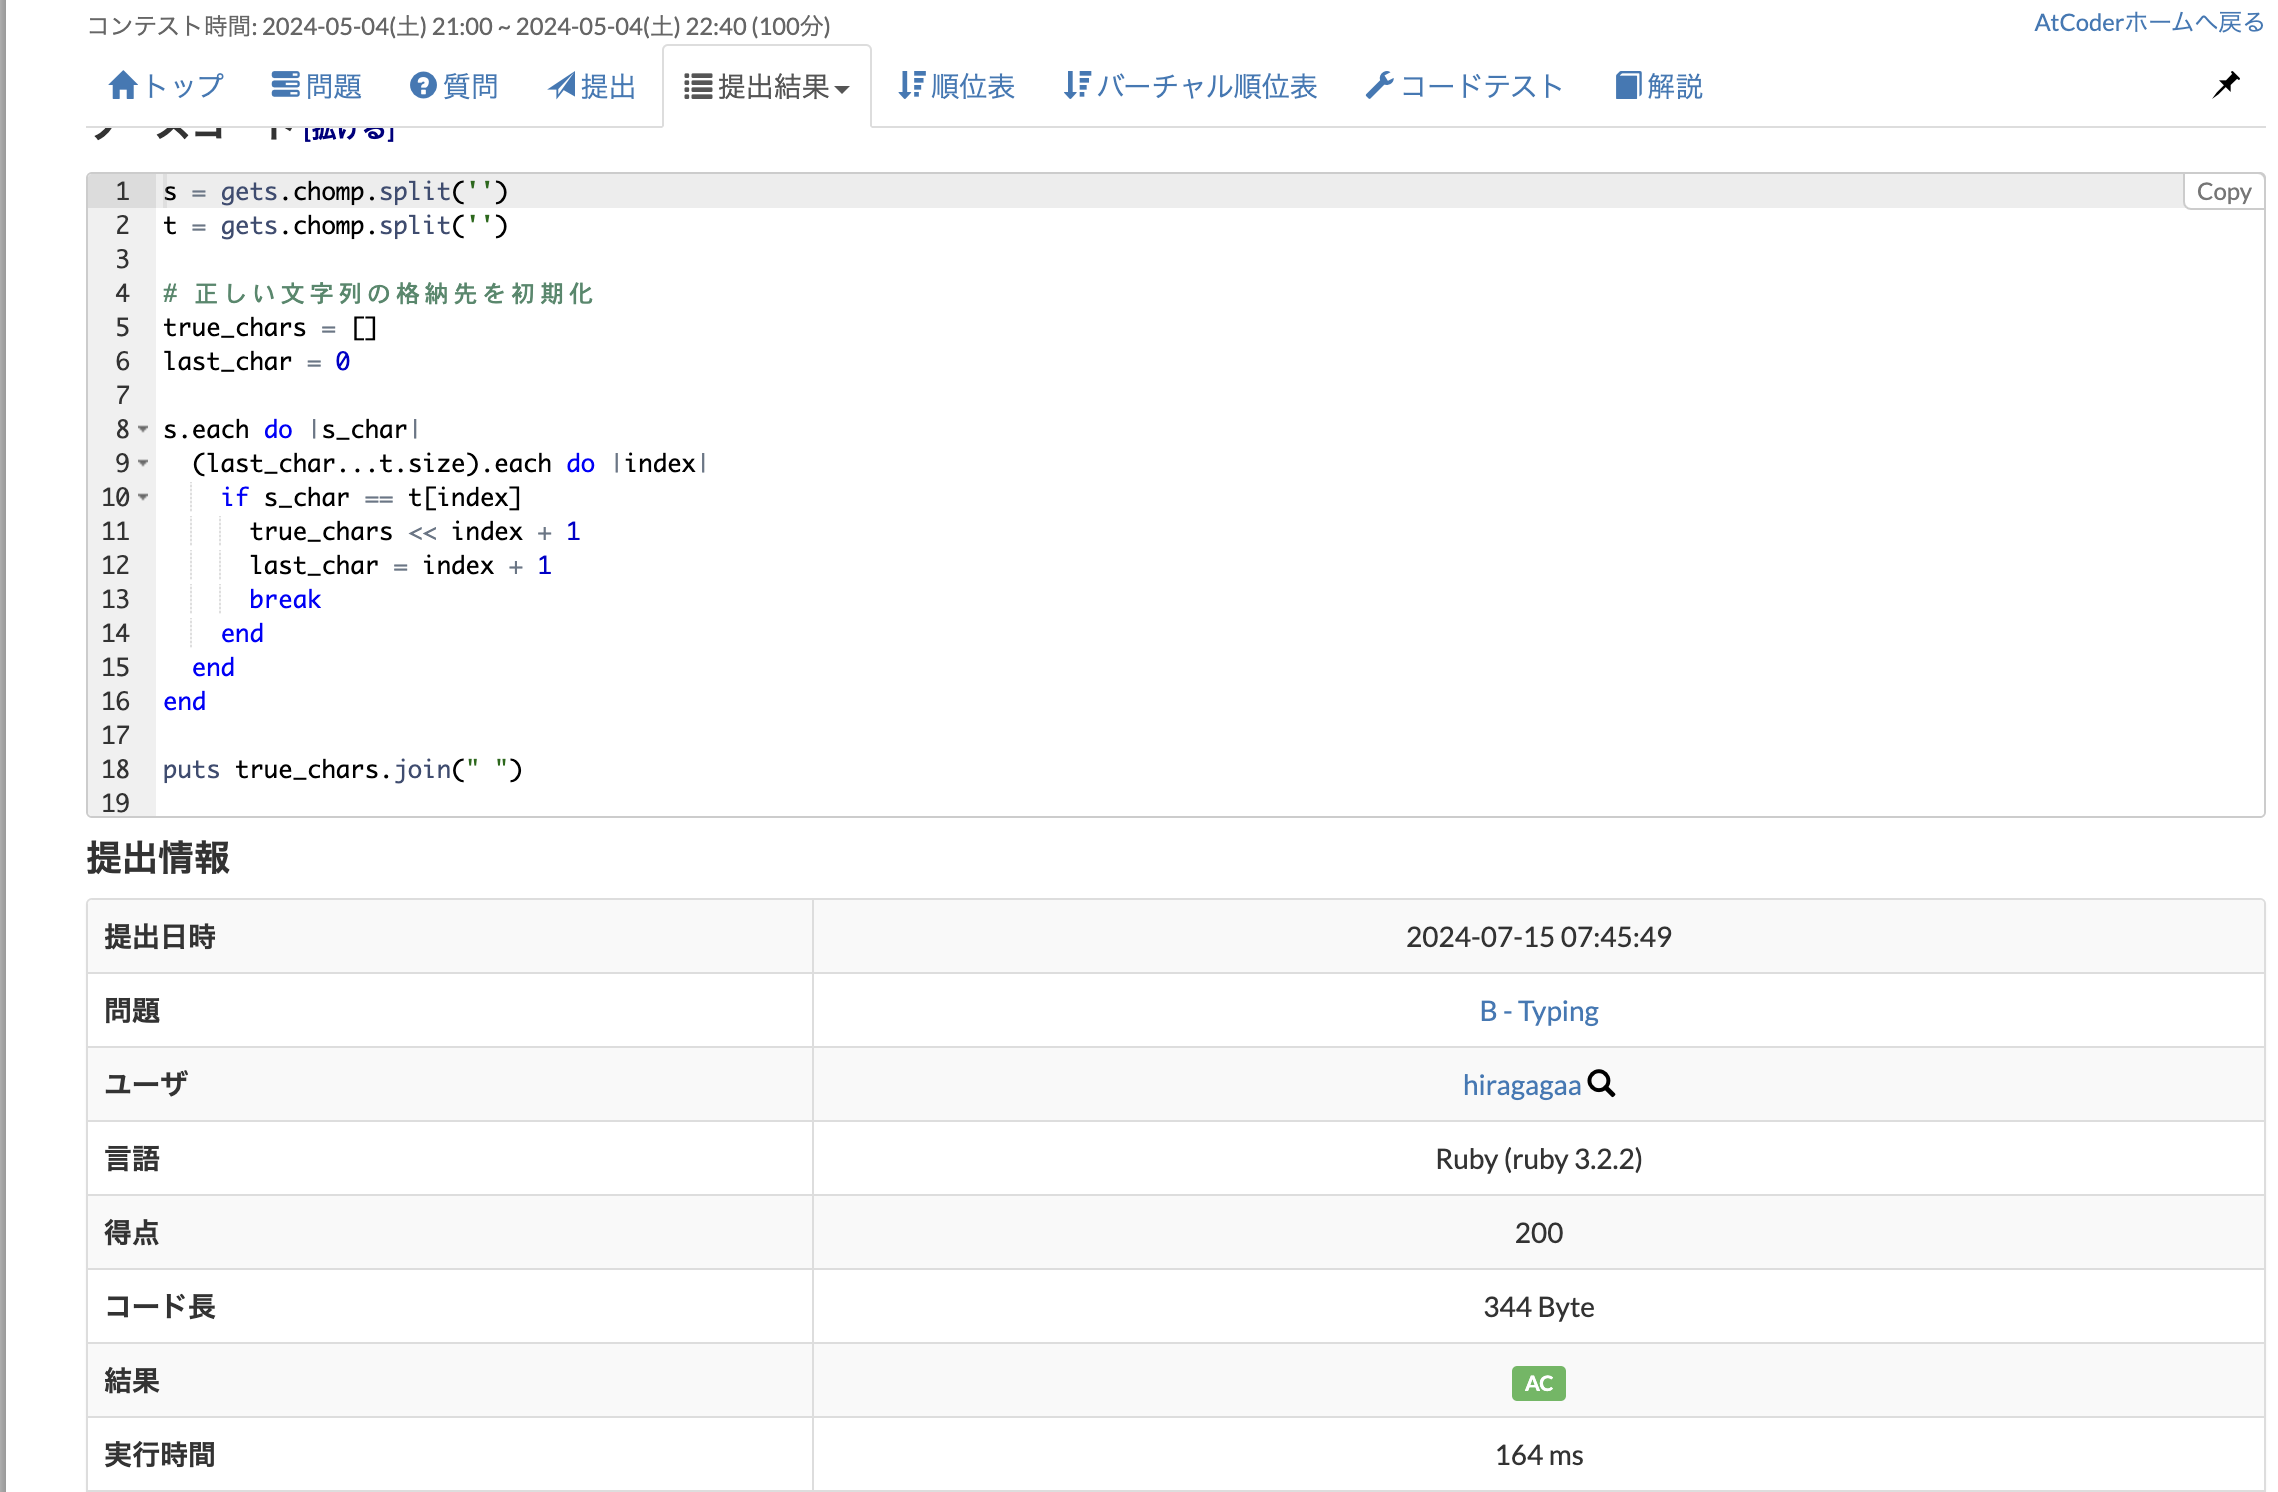 コンテスト時間: 2024-05-04(土) 21:00 ~ 2024-05-04(土) 22:40 (100分)
AtCoderホームへ戻る
トップ 問題 質問 提出 提出結果 順位表 バーチャル順位表 コードテスト 解説
ソースコード [拡げる]
Copy
1 s = gets.chomp.split('')
2 t = gets.chomp.split('')
3
4 # 正しい文字列の格納先を初期化
5 true_chars = []
6 last_char = 0
7
8 s.each do |s_char|
9   (last_char...t.size).each do |index|
10     if s_char == t[index]
11       true_chars << index + 1
12       last_char = index + 1
13       break
14     end
15   end
16 end
17
18 puts true_chars.join(" ")
19
提出情報
提出日時 2024-07-15 07:45:49
問題 B - Typing
ユーザ hiragagaa
言語 Ruby (ruby 3.2.2)
得点 200
コード長 344 Byte
結果 AC
実行時間 164 ms